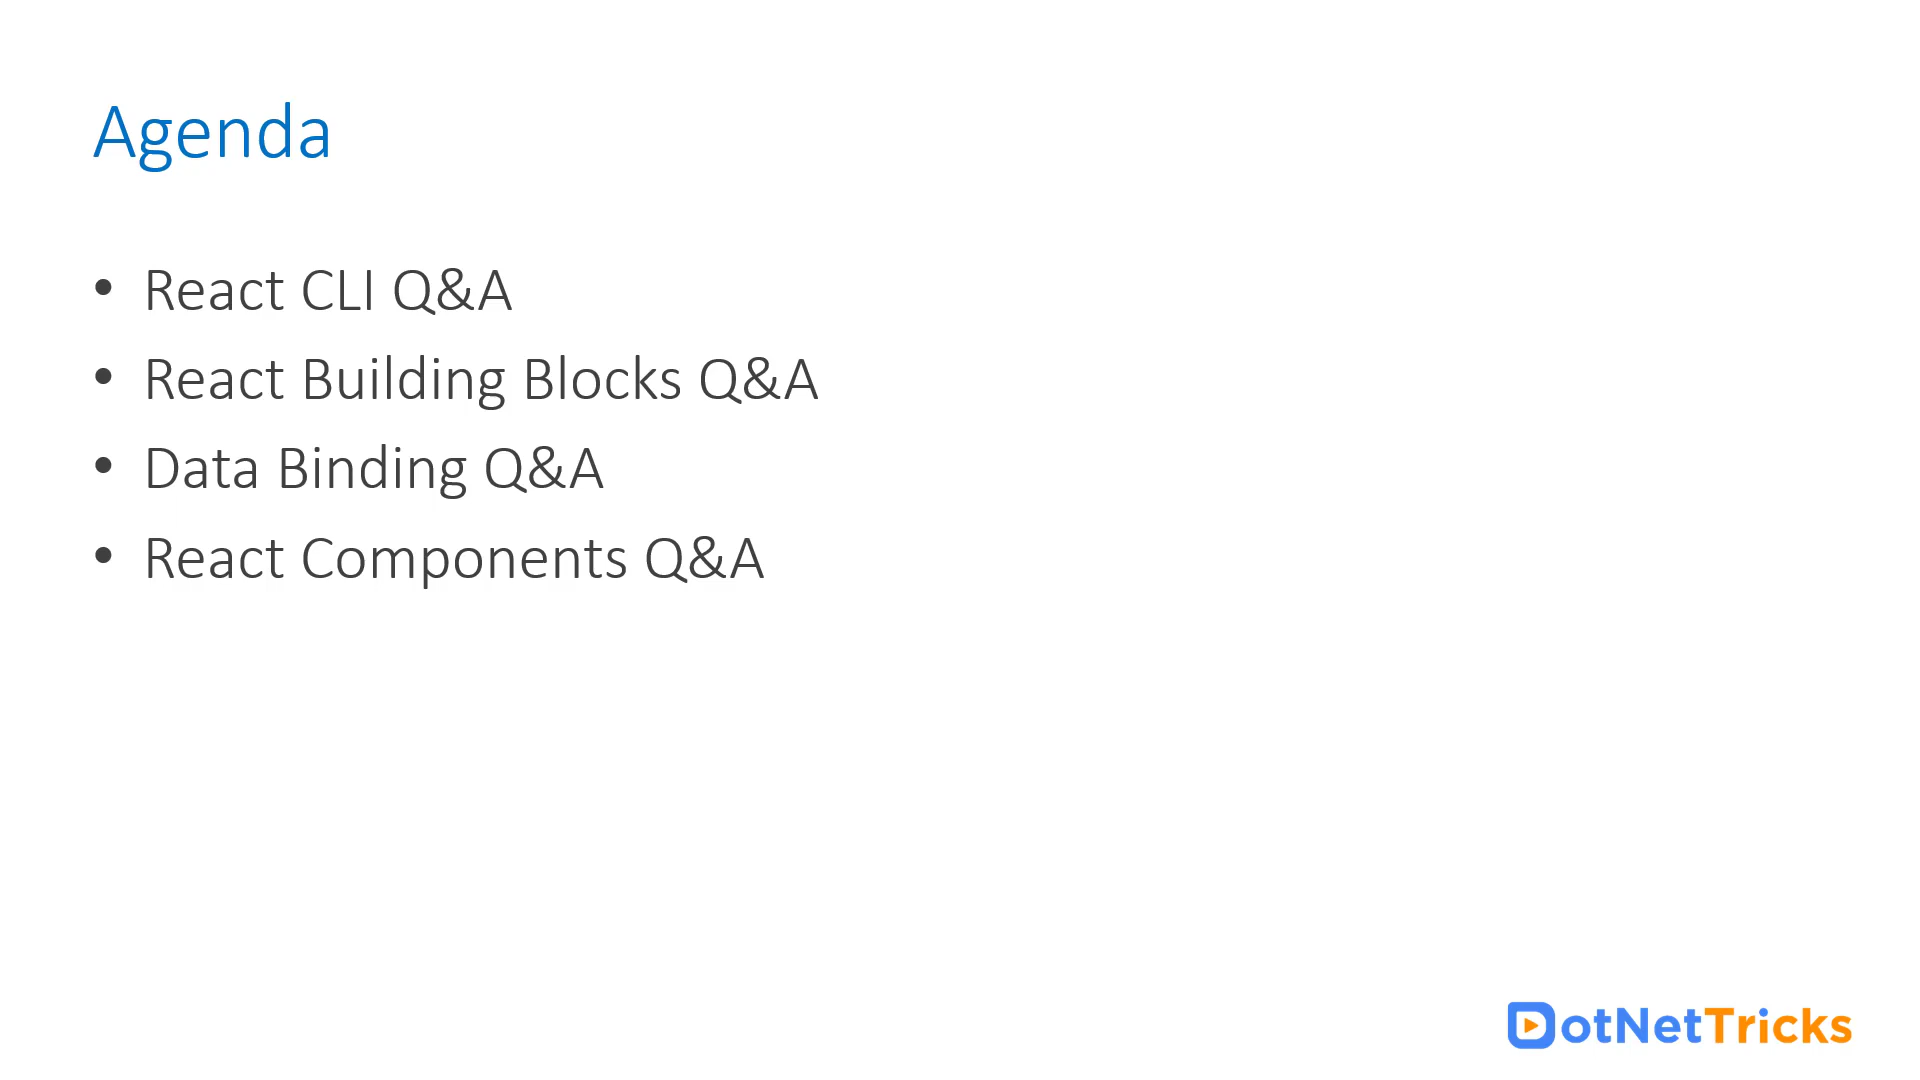 Agenda
• React CLI Q&A
• React Building Blocks Q&A
• Data Binding Q&A
• React Components Q&A
DotNetTricks